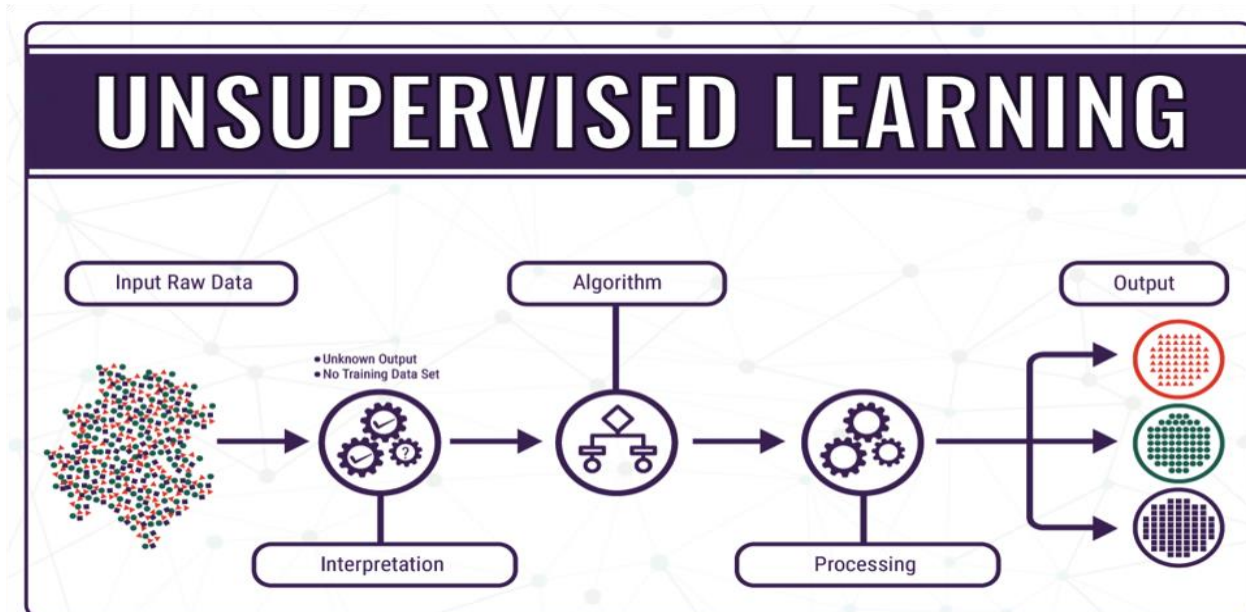 UNSUPERVISED LEARNING
Input Raw Data
Algorithm
Output
• Unknown Output
• No Training Data Set
?
Interpretation
Processing